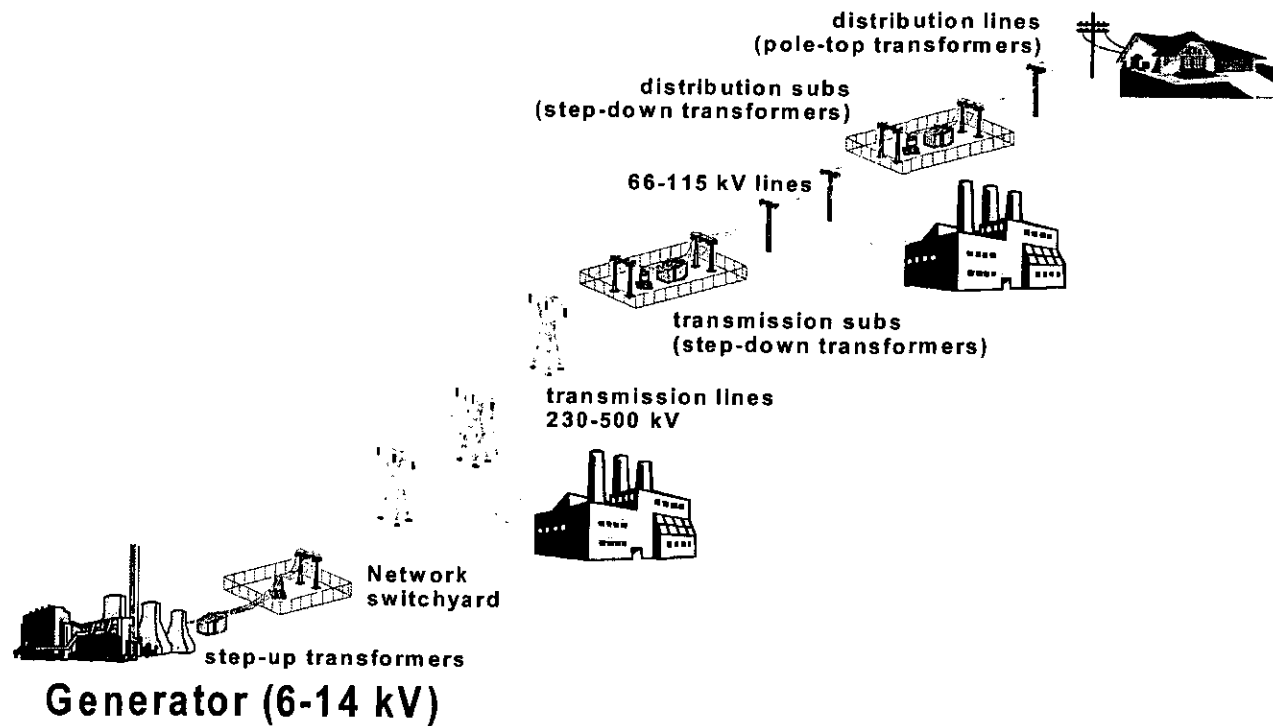 distribution lines
(pole-top transformers)
distribution subs
(step-down transformers)
66-115 kV lines
transmission subs
(step-down transformers)
transmission lines
230-500 kV
Network
switchyard
step-up transformers
Generator (6-14 kV)